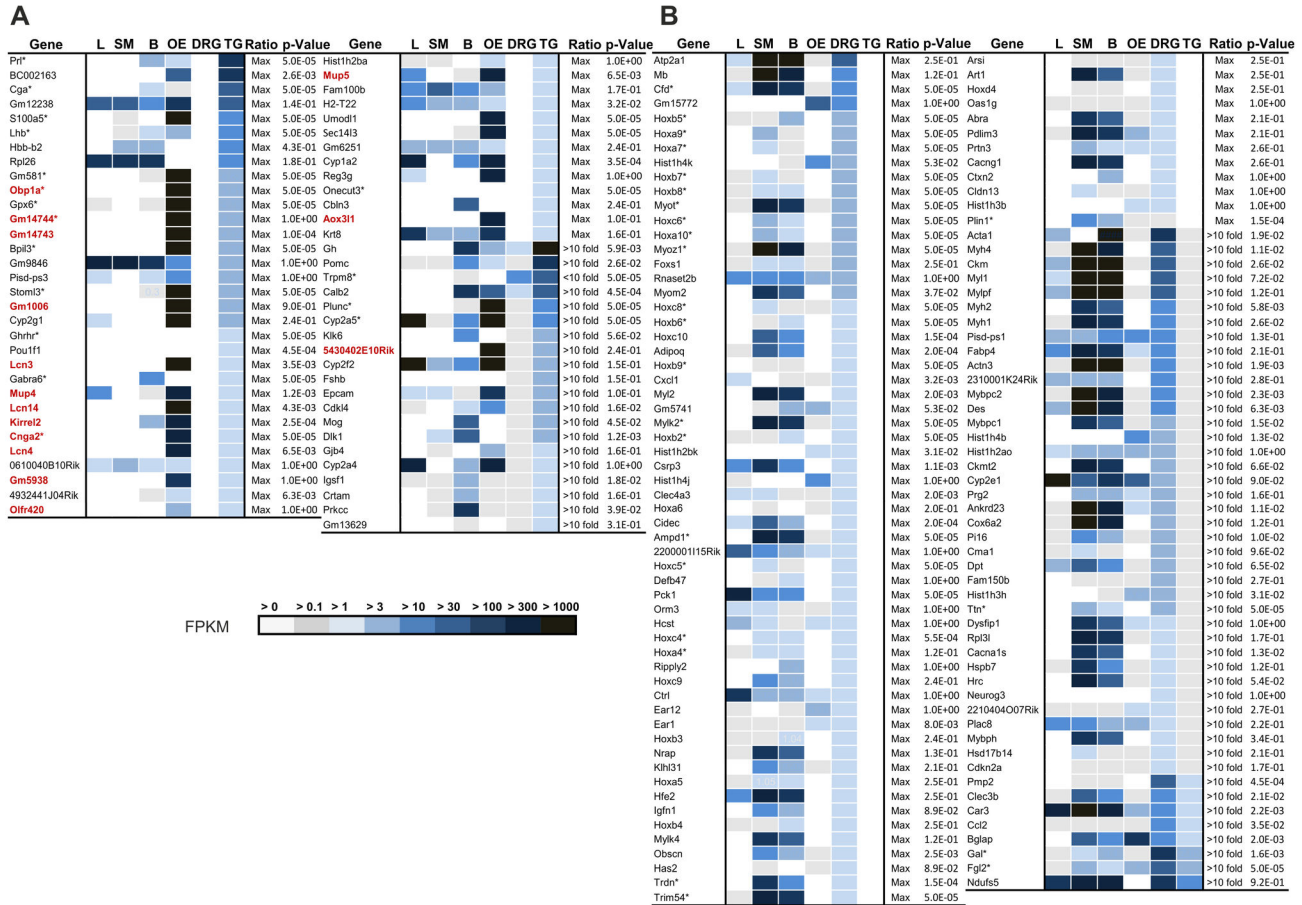 A
Gene L SM B OE DRG TG Ratio p-Value Gene L SM B OE DRG TG Ratio p-Value
Prl* Max 5.0E-05 Hist1h2ba Max 1.0E+00
BC002163 Max 2.6E-03 Mup5 Max 6.5E-03
Cga* Max 5.0E-05 Fam100b Max 1.7E-01
Gm12238 Max 1.4E-01 H2-T22 Max 3.2E-02
S100a5* Max 5.0E-05 Umodl1 Max 5.0E-05
Lhb* Max 5.0E-05 Sec14l3 Max 5.0E-05
Hbb-b2 Max 4.3E-01 Gm6251 Max 2.4E-01
Rpl26 Max 1.8E-01 Cyp1a2 Max 3.5E-04
Gm581* Max 5.0E-05 Reg3g Max 1.0E+00
Obp1a* Max 5.0E-05 Onecut3* Max 5.0E-05
Gpx6* Max 5.0E-05 Cbln3 Max 2.4E-01
Gm14744* Max 1.0E+00 Aox3l1 Max 1.0E-01
Gm14743 Max 1.0E-04 Krt8 Max 1.6E-01
Bpil3* Max 5.0E-05 Gh >10 fold 5.9E-03
Gm9846 Max 1.0E+00 Pomc >10 fold 2.6E-02
Pisd-ps3 Max 1.0E+00 Trpm8* <10 fold 5.0E-05
Stoml3* 0.3 Max 5.0E-05 Calb2 >10 fold 4.5E-04
Gm1006 Max 9.0E-01 Plunc* >10 fold 5.0E-05
Cyp2g1 Max 2.4E-01 Cyp2a5* >10 fold 5.0E-05
Ghrhr* Max 5.0E-05 Klk6 >10 fold 5.6E-02
Pou1f1 Max 4.5E-04 5430402E10Rik >10 fold 2.4E-01
Lcn3 Max 3.5E-03 Cyp2f2 >10 fold 1.5E-01
Gabra6* Max 5.0E-05 Fshb >10 fold 1.5E-01
Mup4 Max 1.2E-03 Epcam >10 fold 1.0E-01
Lcn14 Max 4.3E-03 Cdkl4 >10 fold 1.6E-02
Kirrel2 Max 2.5E-04 Mog >10 fold 4.5E-02
Cnga2* Max 5.0E-05 Dlk1 >10 fold 1.2E-03
Lcn4 Max 6.5E-03 Gjb4 >10 fold 1.6E-01
0610040B10Rik Max 1.0E+00 Cyp2a4 >10 fold 1.0E+00
Gm5938 Max 1.0E+00 Igsf1 >10 fold 1.8E-02
4932441J04Rik Max 6.3E-03 Crtam >10 fold 1.6E-01
Olfr420 Max 1.0E+00 Prkcc >10 fold 3.9E-02
Gm13629 >10 fold 3.1E-01
FPKM > 0 > 0.1 > 1 > 3 > 10 > 30 > 100 > 300 > 1000
B
Gene L SM B OE DRG TG Ratio p-Value Gene L SM B OE DRG TG Ratio p-Value
Atp2a1 Max 2.5E-01 Arsi Max 2.5E-01
Mb Max 1.2E-01 Art1 Max 2.5E-01
Cfd* Max 5.0E-05 Hoxd4 Max 2.5E-01
Gm15772 Max 1.0E+00 Oas1g Max 1.0E+00
Hoxb5* Max 5.0E-05 Abra Max 2.1E-01
Hoxa9* Max 5.0E-05 Pdlim3 Max 2.1E-01
Hoxa7* Max 5.0E-05 Prtn3 Max 2.6E-01
Hist1h4k Max 5.3E-02 Cacng1 Max 2.6E-01
Hoxb7* Max 5.0E-05 Ctxn2 Max 1.0E+00
Hoxb8* Max 5.0E-05 Cldn13 Max 1.0E+00
Myot* Max 5.0E-05 Hist1h3b Max 1.0E+00
Hoxc6* Max 5.0E-05 Plin1* Max 1.5E-04
Hoxa10* Max 5.0E-05 Acta1 >10 fold 1.9E-02
Myoz1* Max 5.0E-05 Myh4 >10 fold 1.1E-02
Foxs1 Max 2.5E-01 Ckm >10 fold 2.6E-02
Rnaset2b Max 1.0E+00 Myl1 >10 fold 7.2E-02
Myom2 Max 3.7E-02 Mylpf >10 fold 1.2E-01
Hoxc8* Max 5.0E-05 Myh2 >10 fold 5.8E-03
Hoxb6* Max 5.0E-05 Myh1 >10 fold 2.6E-02
Hoxc10 Max 1.5E-04 Pisd-ps1 >10 fold 1.3E-01
Adipoq Max 2.0E-04 Fabp4 >10 fold 2.1E-01
Hoxb9* Max 5.0E-05 Actn3 >10 fold 1.9E-03
Cxcl1 Max 3.2E-03 2310001K24Rik >10 fold 2.8E-01
Myl2 Max 2.0E-03 Mybpc2 >10 fold 2.3E-03
Gm5741 Max 5.3E-02 Des >10 fold 6.3E-03
Mylk2* Max 5.0E-05 Mybpc1 >10 fold 1.5E-02
Hoxb2* Max 5.0E-05 Hist1h4b >10 fold 1.3E-02
Hist1h2bk Max 3.1E-02 Hist1h2ao >10 fold 1.0E+00
Csrp3 Max 1.1E-03 Ckmt2 >10 fold 6.6E-02
Hist1h4j Max 1.0E+00 Cyp2e1 >10 fold 9.0E-02
Clec4a3 Max 2.0E-03 Prg2 >10 fold 1.6E-01
Hoxa6 Max 2.0E-03 Ankrd23 >10 fold 1.1E-02
Cidec Max 2.0E-04 Cox6a2 >10 fold 1.2E-01
Ampd1* Max 5.0E-05 Pi16 >10 fold 1.0E-02
2200001I15Rik Max 1.0E+00 Cma1 >10 fold 9.6E-02
Hoxc5* Max 5.0E-05 Dpt >10 fold 6.5E-02
Defb47 Max 1.0E+00 Fam150b >10 fold 2.7E-01
Pck1 Max 5.0E-05 Hist1h3h >10 fold 3.1E-02
Orm3 Max 1.0E+00 Ttn* >10 fold 5.0E-05
Hcst Max 1.0E+00 Dysfip1 >10 fold 1.0E+00
Hoxc4* Max 5.5E-04 Rpl3l >10 fold 1.7E-01
Hoxa4* Max 1.2E-01 Cacna1s >10 fold 1.3E-02
Ripply2 Max 1.0E+00 Hspb7 >10 fold 1.2E-01
Hoxc9 Max 2.4E-01 Hrc >10 fold 5.4E-02
Ctrl Max 1.0E+00 Neurog3 >10 fold 1.0E+00
Ear12 Max 1.0E+00 2210404O07Rik >10 fold 2.7E-01
Ear1 Max 8.0E-03 Plac8 >10 fold 2.2E-01
Hoxb3 Max 2.4E-01 Mybph >10 fold 3.4E-01
Nrap Max 1.3E-01 Hsd17b14 >10 fold 2.1E-01
Klhl31 Max 2.1E-01 Cdkn2a >10 fold 1.7E-01
Hoxa5 Max 2.5E-01 Pmp2 >10 fold 4.5E-04
Hfe2 Max 2.5E-01 Clec3b >10 fold 2.1E-02
Igfn1 Max 8.9E-02 Car3 >10 fold 2.2E-03
Hoxb4 Max 2.5E-01 Ccl2 >10 fold 3.5E-02
Mylk4 Max 1.2E-01 Bglap >10 fold 2.0E-03
Obscn Max 2.5E-03 Gal* >10 fold 1.6E-03
Has2 Max 8.9E-02 Fgl2* >10 fold 5.0E-05
Trdn* Max 1.5E-04 Ndufs5 >10 fold 9.2E-01
Trim54* Max 5.0E-05